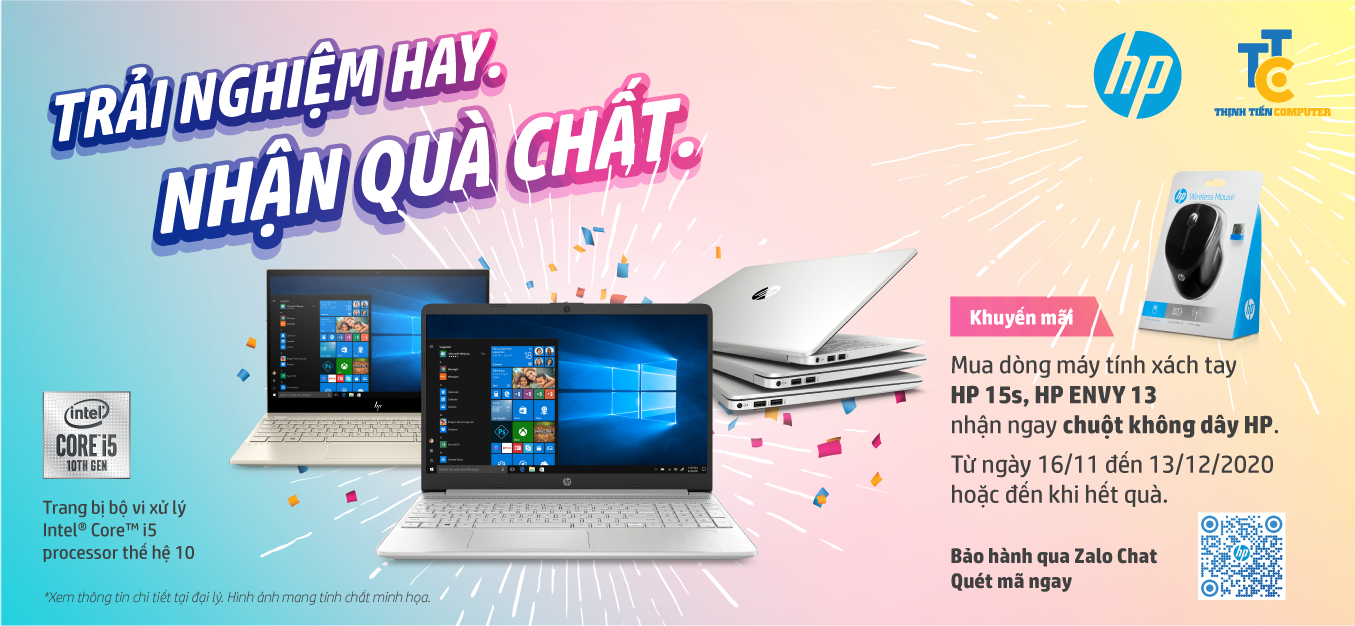 TRẢI NGHIỆM HAY.
NHẬN QUÀ CHẤT.
hp
TTC
THỊNH TIẾN COMPUTER
hp Wireless Mouse
Khuyến mãi
Mua dòng máy tính xách tay
HP 15s, HP ENVY 13
nhận ngay chuột không dây HP.
Từ ngày 16/11 đến 13/12/2020
hoặc đến khi hết quà.
Bảo hành qua Zalo Chat
Quét mã ngay
intel
CORE i5
10TH GEN
Trang bị bộ vi xử lý
Intel® Core™ i5
processor thế hệ 10
*Xem thông tin chi tiết tại đại lý. Hình ảnh mang tính chất minh họa.